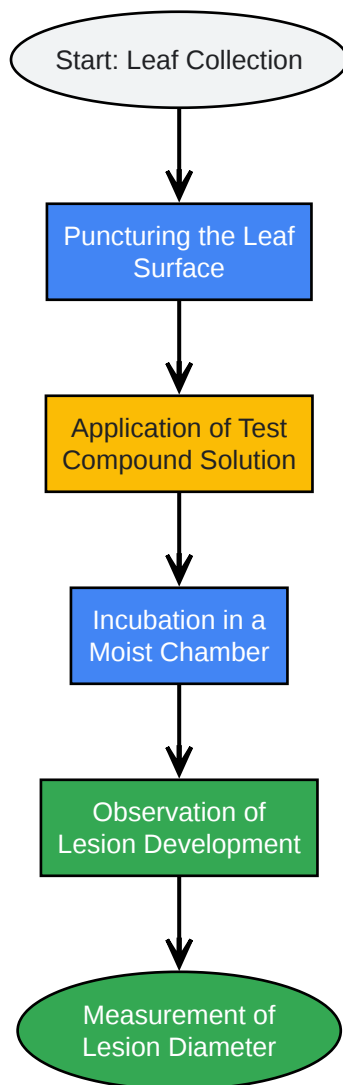 Start: Leaf Collection
Puncturing the Leaf
Surface
Application of Test
Compound Solution
Incubation in a
Moist Chamber
Observation of
Lesion Development
Measurement of
Lesion Diameter